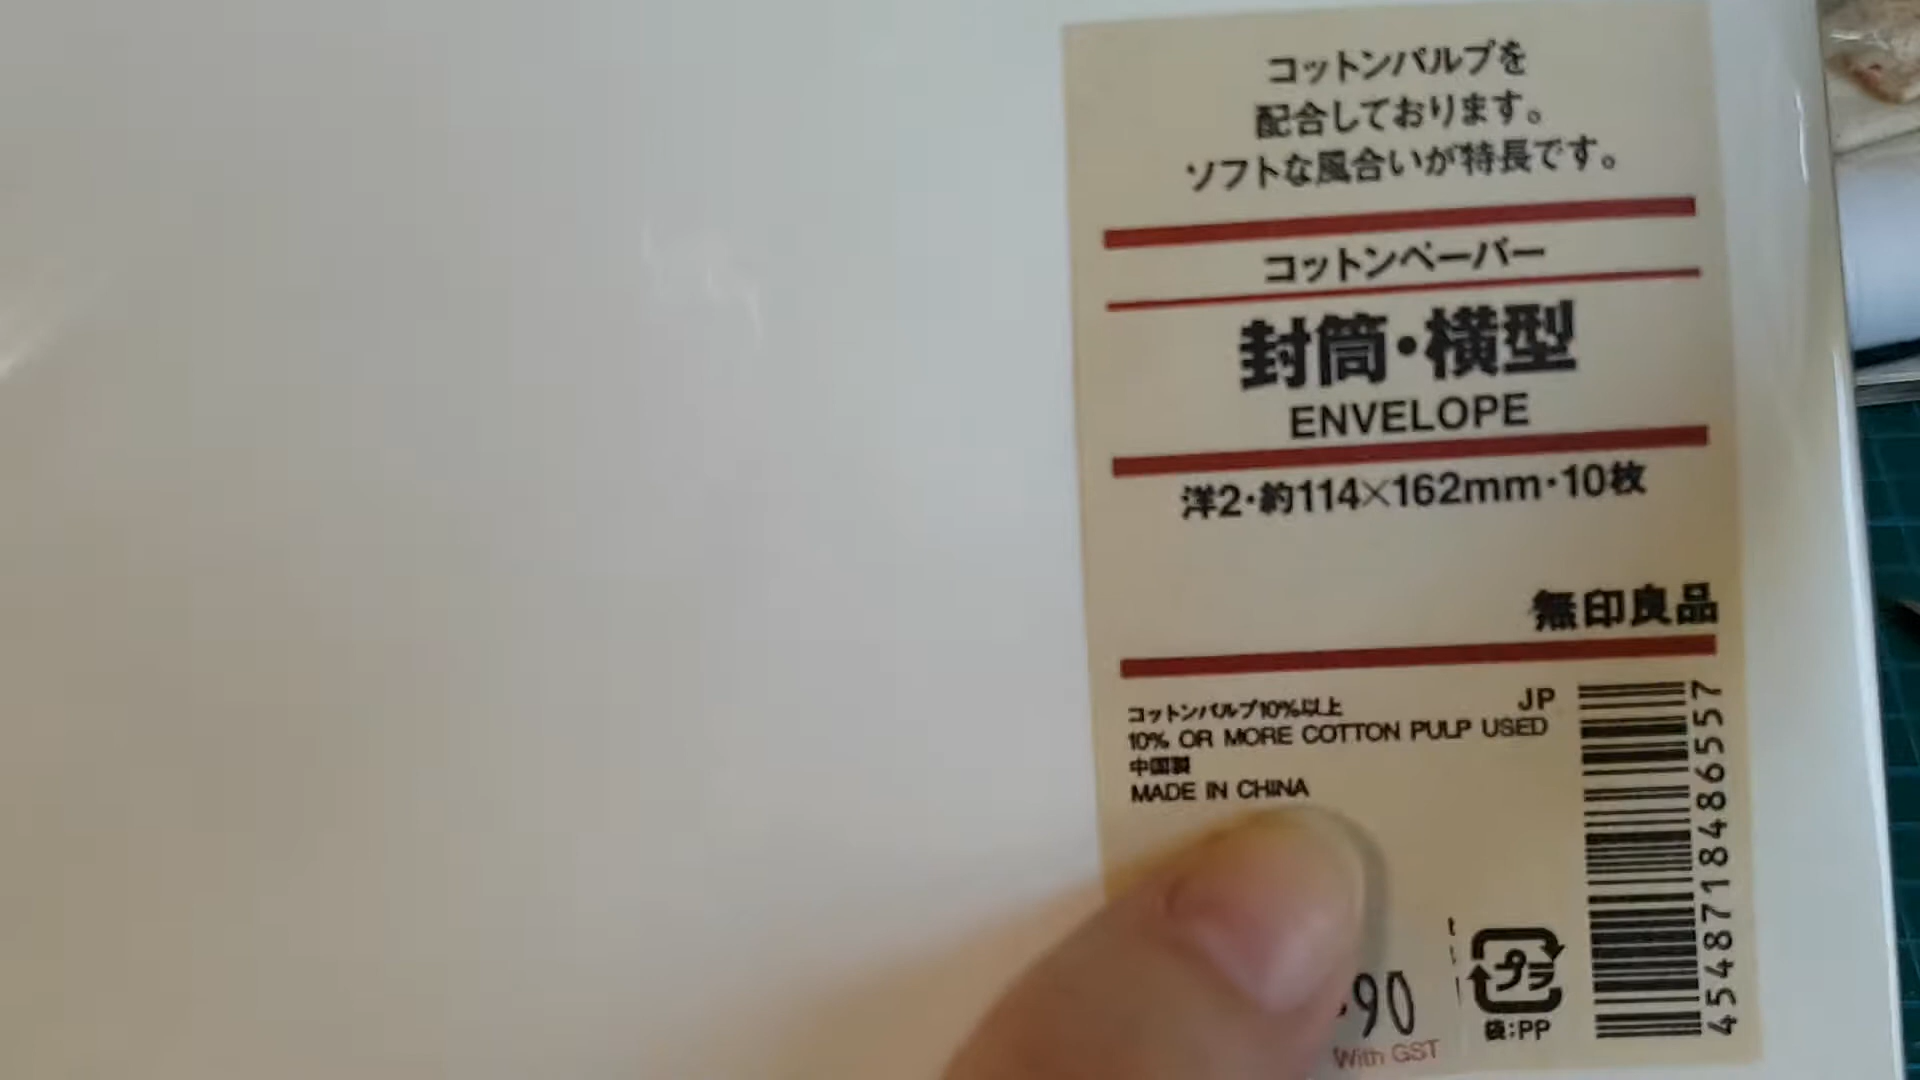 コットンパルプを
配合しております。
ソフトな風合いが特長です。
コットンペーパー
封筒・横型
ENVELOPE
洋2・約114×162mm・10枚
無印良品
コットンパルプ10%以上
JP
10% OR MORE COTTON PULP USED
中国製
MADE IN CHINA
4548718486557
プラ
袋:PP
90
With GST